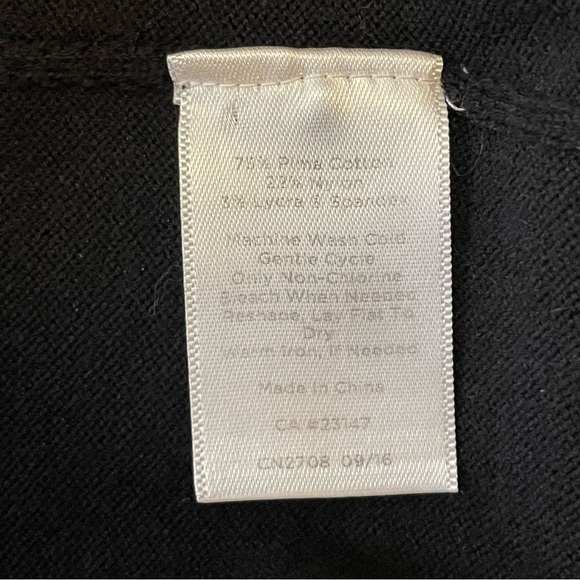 75% Pima Cotton
22% Nylon
3% Lycra ® Spandex
Machine Wash Cold
Gentle Cycle
Only Non-Chlorine
Bleach When Needed
Reshape, Lay Flat To
Dry
Warm Iron, If Needed
Made In China
CA #23147
CN2708 09/16